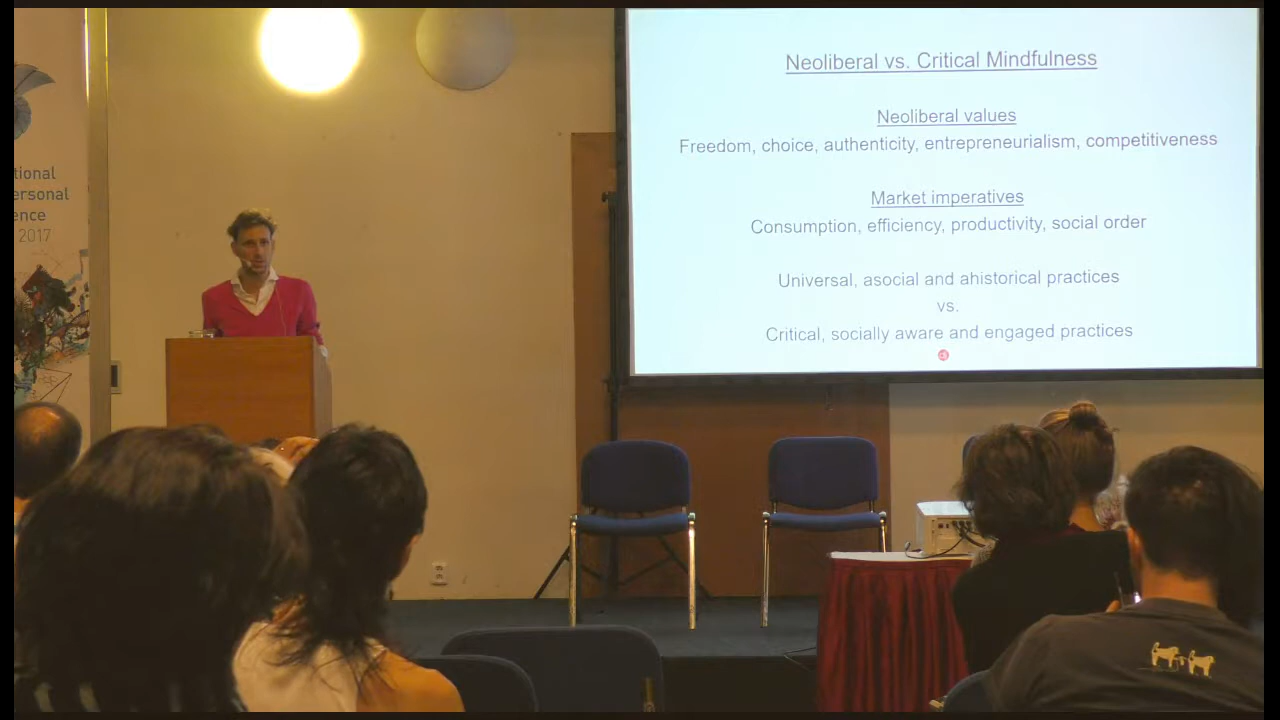 Neoliberal vs. Critical Mindfulness
Neoliberal values
Freedom, choice, authenticity, entrepreneurialism, competitiveness
Market imperatives
Consumption, efficiency, productivity, social order
Universal, asocial and ahistorical practices
vs.
Critical, socially aware and engaged practices
tional
ersonal
ence
2017